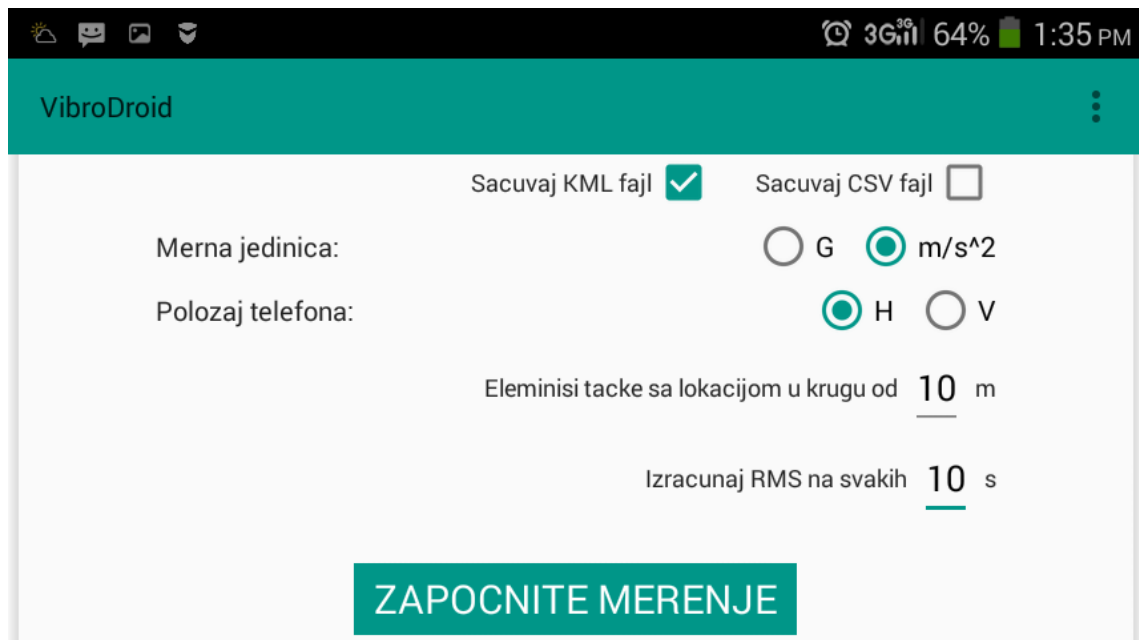 3G 3G 64% 1:35 PM
VibroDroid
Sacuvaj KML fajl Sacuvaj CSV fajl
Merna jedinica: G m/s^2
Polozaj telefona: H V
Eleminisi tacke sa lokacijom u krugu od 10 m
Izracunaj RMS na svakih 10 s
ZAPOCNITE MERENJE